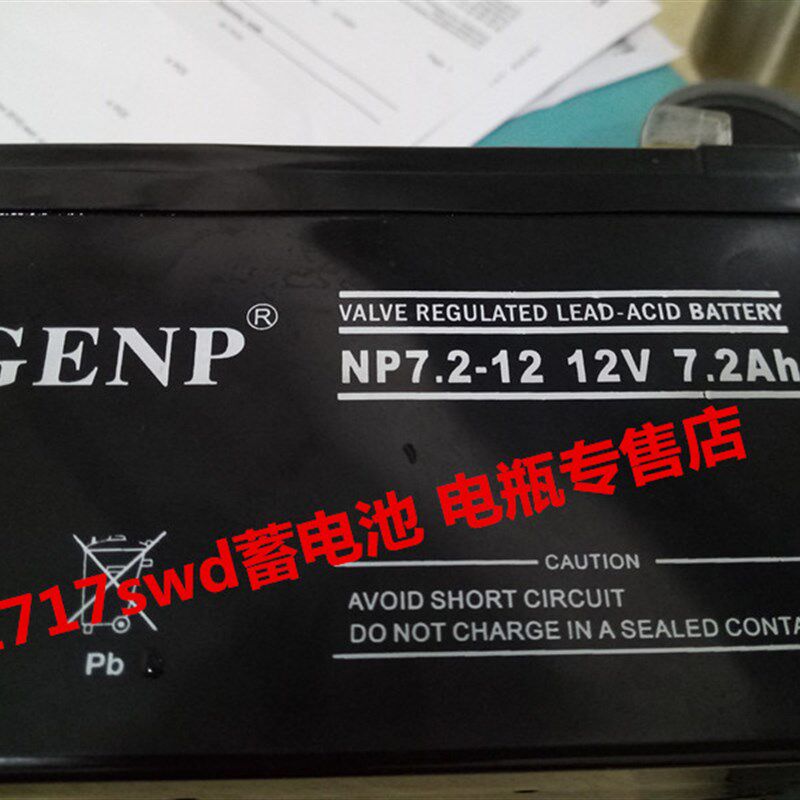 GENP®
VALVE REGULATED LEAD-ACID BATTERY
NP7.2-12 12V 7.2Ah
717swd蓄电池 电瓶专售店
CAUTION
AVOID SHORT CIRCUIT
DO NOT CHARGE IN A SEALED CONTA
Pb